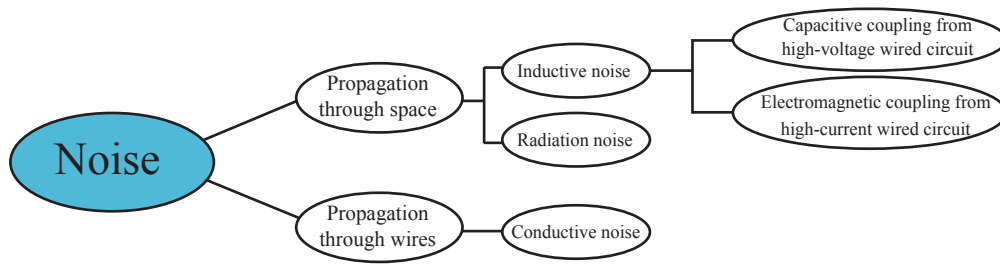 Noise
Propagation
through space
Inductive noise
Capacitive coupling from
high-voltage wired circuit
Electromagnetic coupling from
high-current wired circuit
Radiation noise
Propagation
through wires
Conductive noise